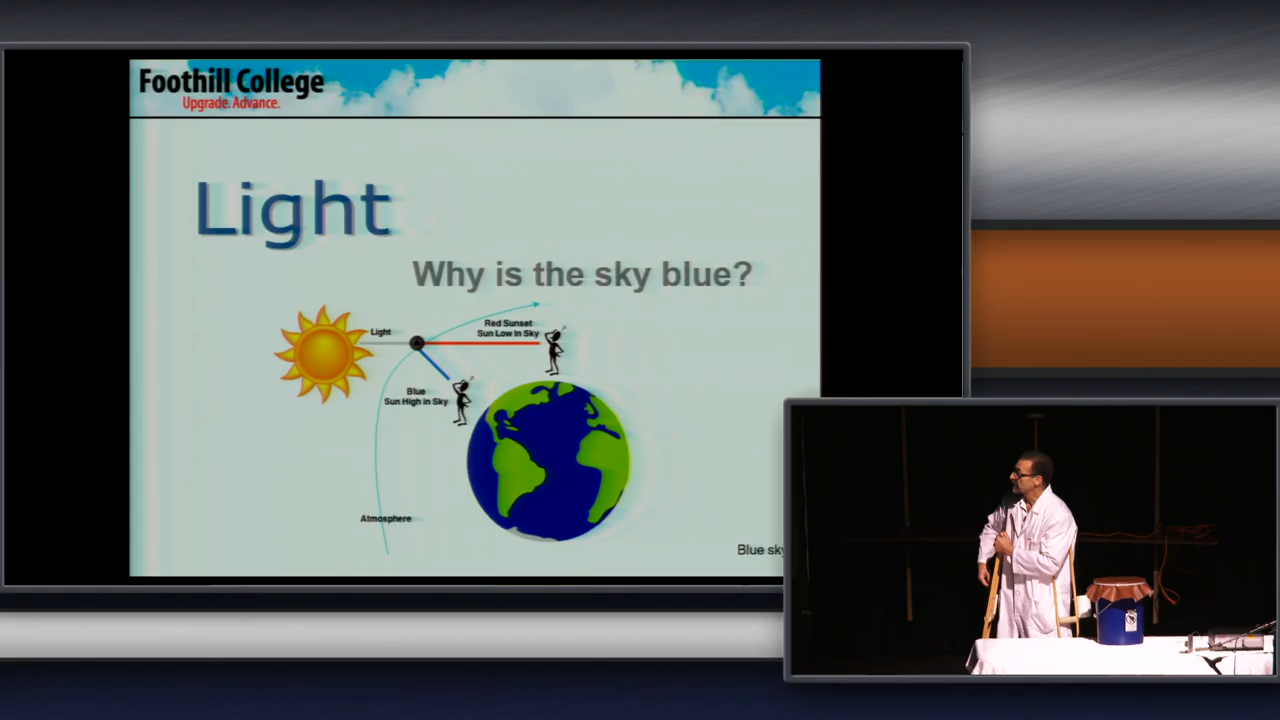 Foothill College
Upgrade. Advance.
Light
Why is the sky blue?
Light
Red Sunset
Sun Low In Sky
Blue
Sun High in Sky
Atmosphere
Blue sky